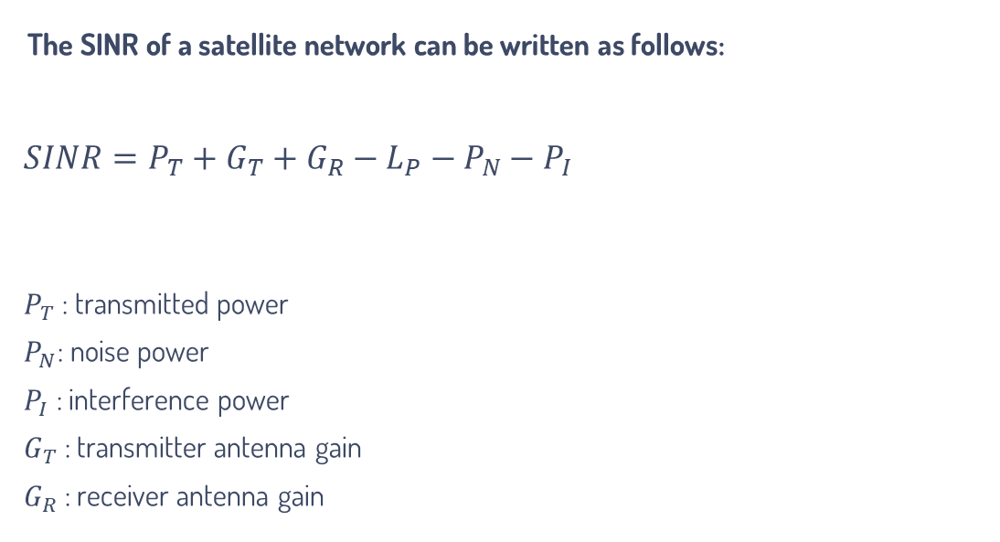 The SINR of a satellite network can be written as follows:
SINR = P_T + G_T + G_R − L_P − P_N − P_I
P_T : transmitted power
P_N: noise power
P_I : interference power
G_T : transmitter antenna gain
G_R : receiver antenna gain